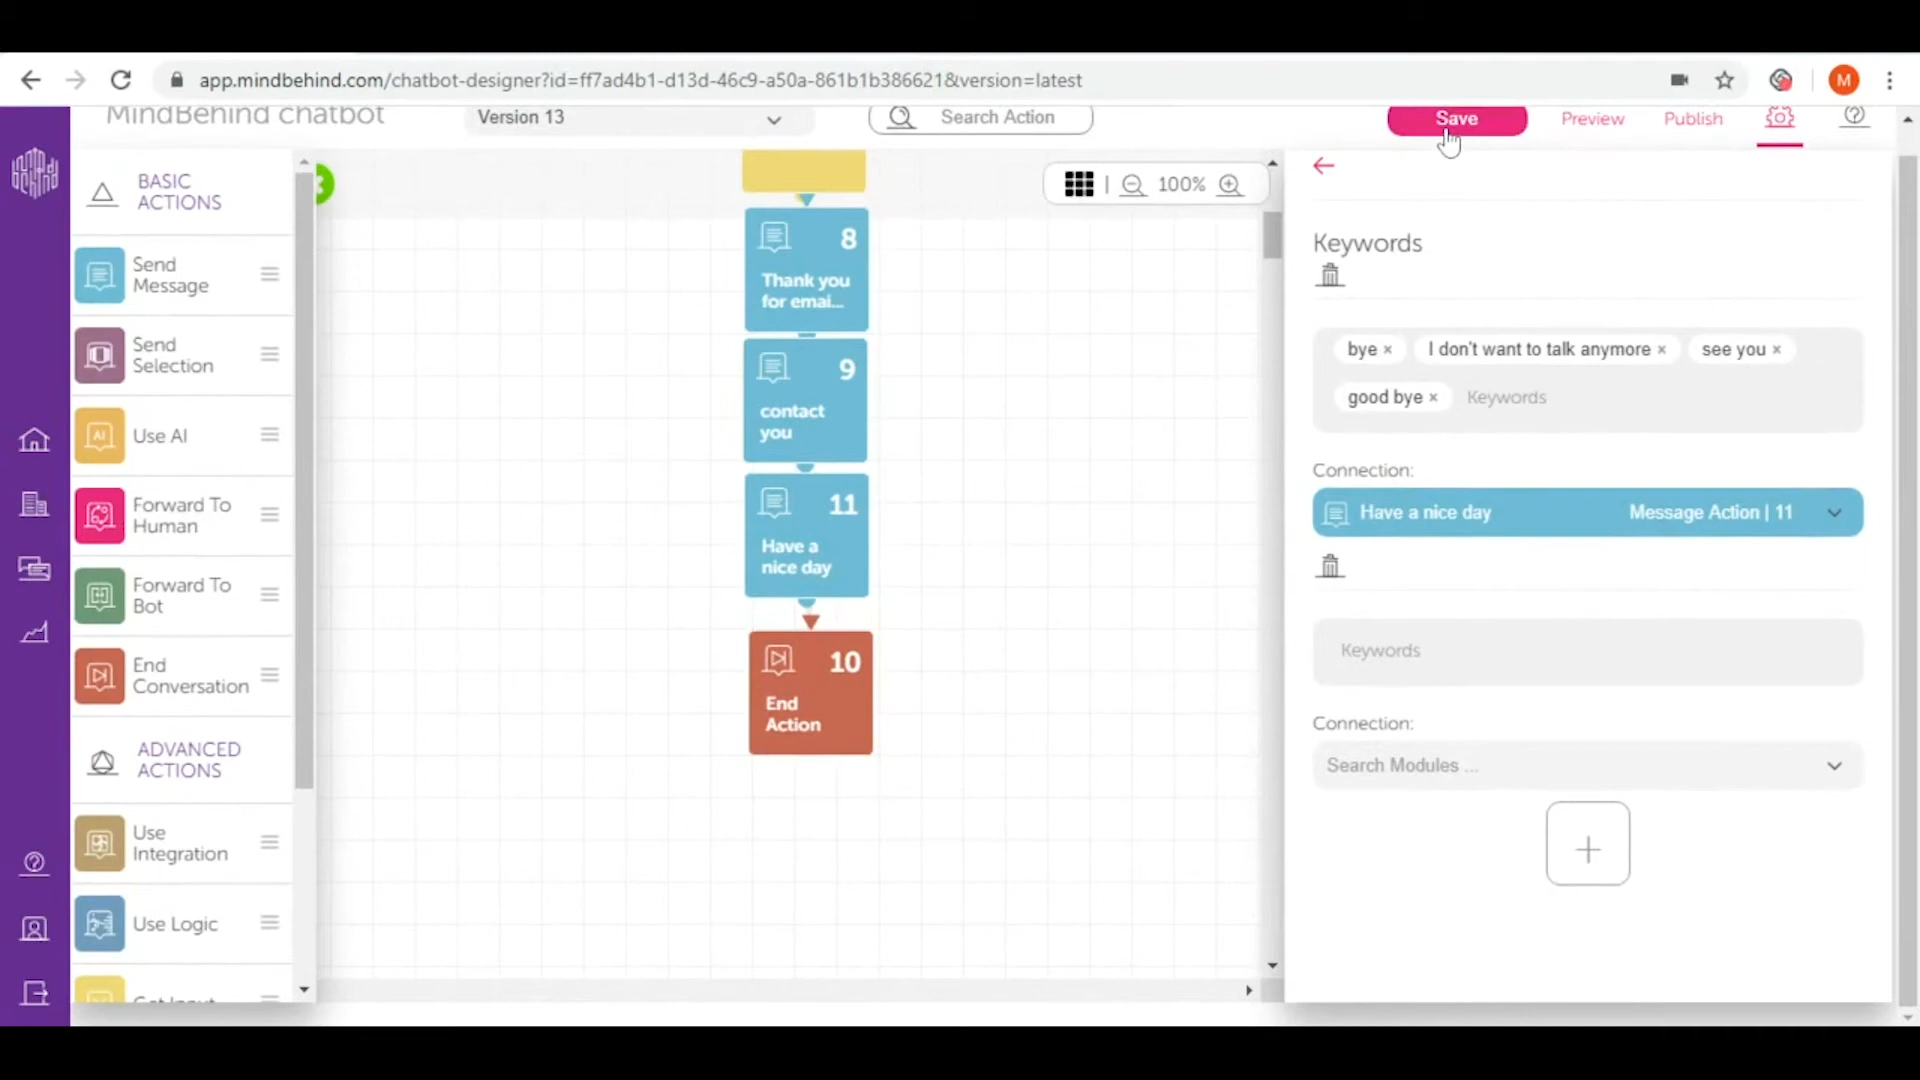 app.mindbehind.com/chatbot-designer?id=ff7ad4b1-d13d-46c9-a50a-861b1b386621&version=latest
M
MindBehind chatbot
Version 13
Search Action
Save
Preview
Publish
BASIC
ACTIONS
Send
Message
Send
Selection
AI
Use AI
Forward To
Human
Forward To
Bot
End
Conversation
ADVANCED
ACTIONS
Use
Integration
Use Logic
Get Input
100%
8
Thank you
for emai...
9
contact
you
11
Have a
nice day
10
End
Action
Keywords
bye ×
I don't want to talk anymore ×
see you ×
good bye ×
Keywords
Connection:
Have a nice day
Message Action | 11
Keywords
Connection:
Search Modules ...